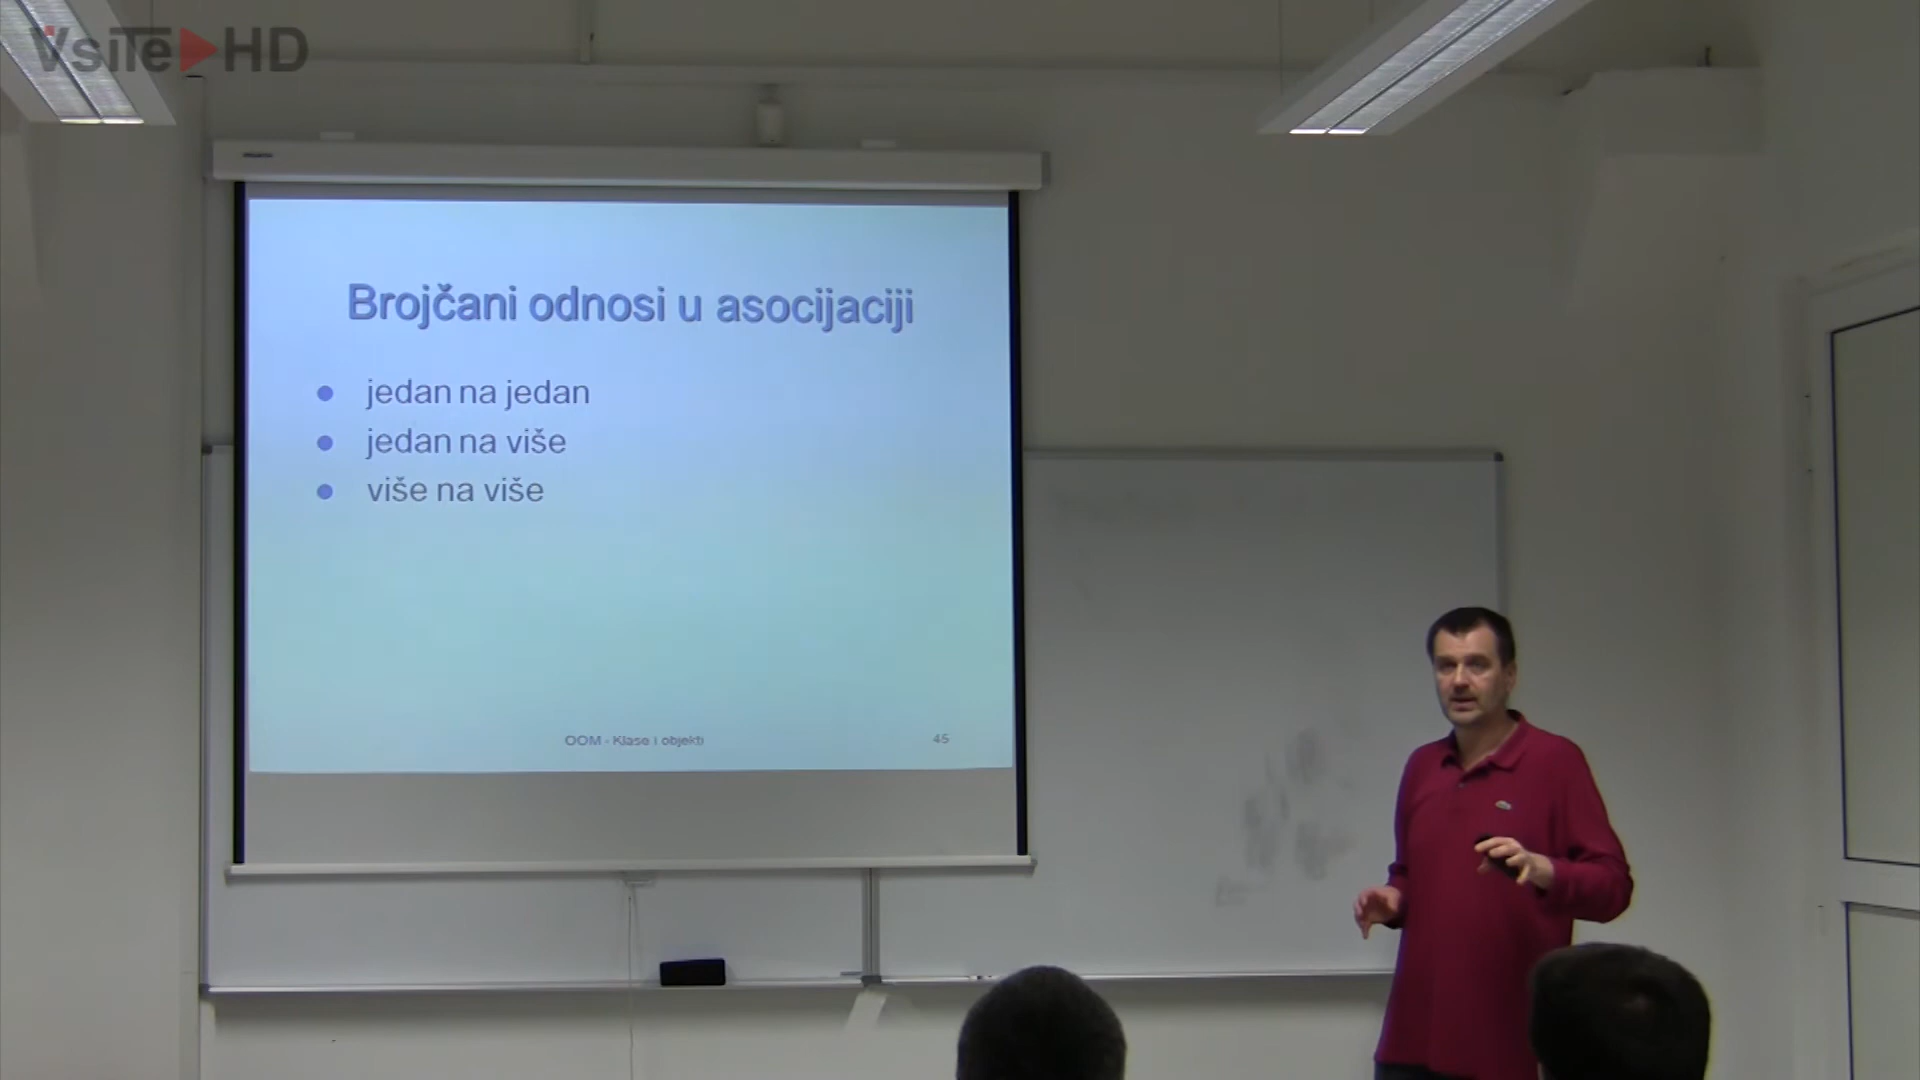 VsiTe HD
Brojčani odnosi u asocijaciji
jedan na jedan
jedan na više
više na više
OOM - Klase i objekti
45